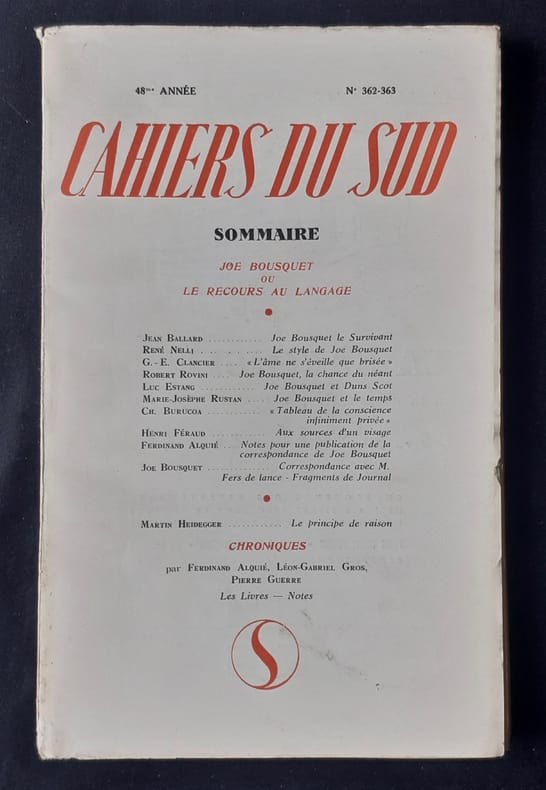 48me ANNÉE N° 362-363
CAHIERS DU SUD
SOMMAIRE
JOE BOUSQUET
OU
LE RECOURS AU LANGAGE
JEAN BALLARD ............ Joe Bousquet le Survivant
RENÉ NELLI ............ Le style de Joe Bousquet
G.-E. CLANCIER .... « L'âme ne s'éveille que brisée »
ROBERT ROVINI .... Joe Bousquet, la chance du néant
LUC ESTANG ............ Joe Bousquet et Duns Scot
MARIE-JOSÈPHE RUSTAN .... Joe Bousquet et le temps
CH. BURUCOA ............ « Tableau de la conscience
infiniment privée »
HENRI FÉRAUD ............ Aux sources d'un visage
FERDINAND ALQUIÉ .. Notes pour une publication de la
correspondance de Joe Bousquet
JOE BOUSQUET ............ Correspondance avec M.
Fers de lance - Fragments de Journal
MARTIN HEIDEGGER ............ Le principe de raison
CHRONIQUES
par FERDINAND ALQUIÉ, LÉON-GABRIEL GROS,
PIERRE GUERRE
Les Livres — Notes
S